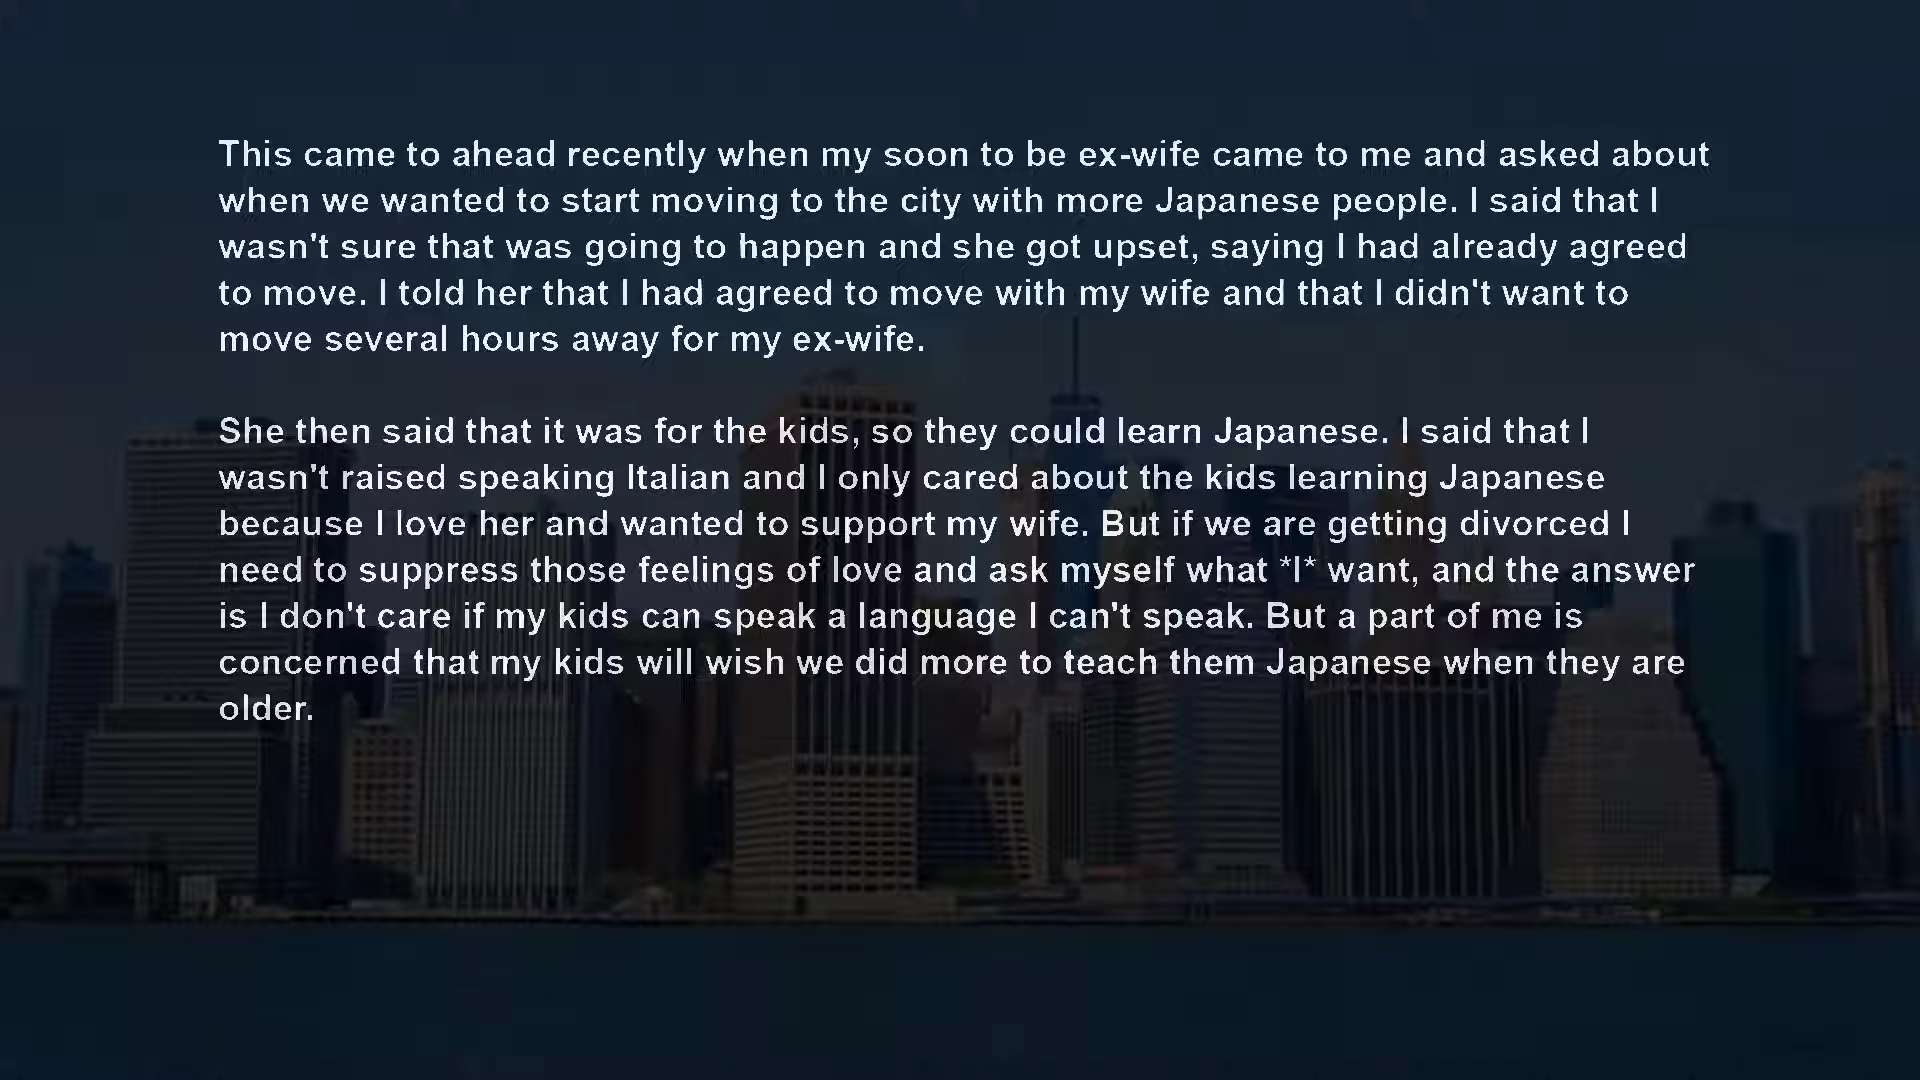 This came to ahead recently when my soon to be ex-wife came to me and asked about
when we wanted to start moving to the city with more Japanese people. I said that I
wasn't sure that was going to happen and she got upset, saying I had already agreed
to move. I told her that I had agreed to move with my wife and that I didn't want to
move several hours away for my ex-wife.
She then said that it was for the kids, so they could learn Japanese. I said that I
wasn't raised speaking Italian and I only cared about the kids learning Japanese
because I love her and wanted to support my wife. But if we are getting divorced I
need to suppress those feelings of love and ask myself what *I* want, and the answer
is I don't care if my kids can speak a language I can't speak. But a part of me is
concerned that my kids will wish we did more to teach them Japanese when they are
older.